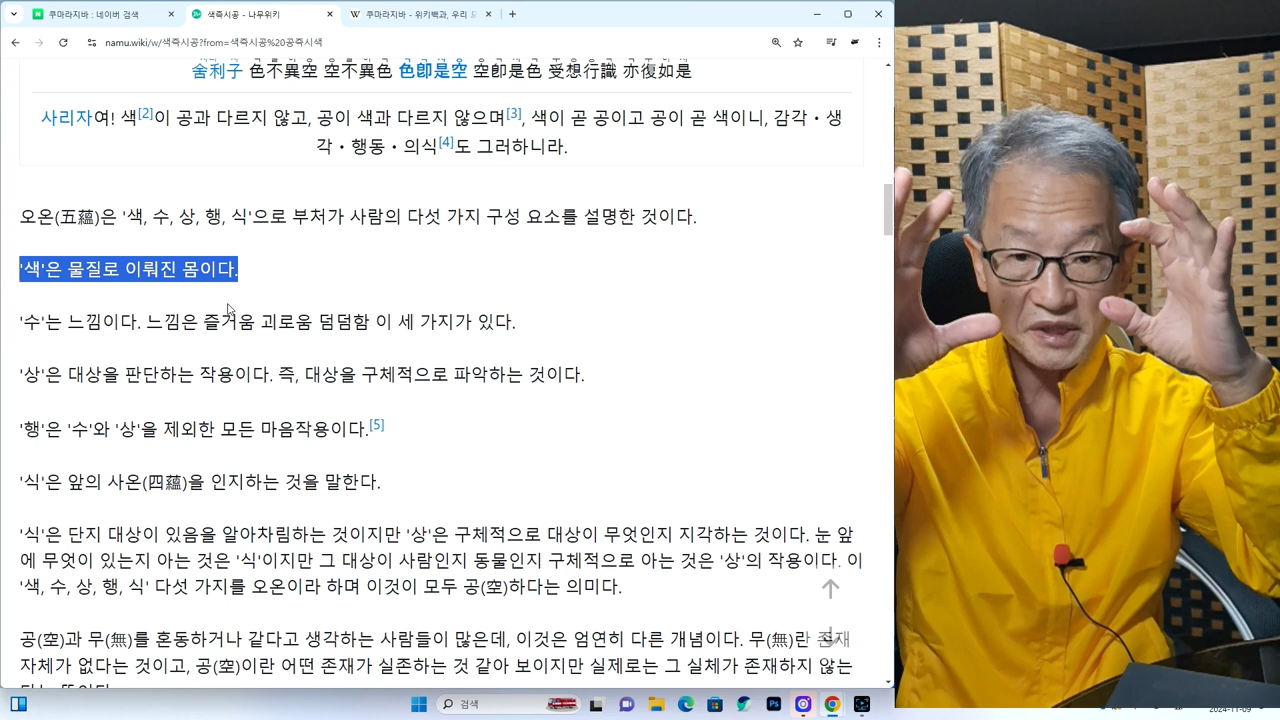 쿠마라지바 : 네이버 검색
색즉시공 - 나무위키
쿠마라지바 - 위키백과, 우리 모
namu.wiki/w/색즉시공?from=색즉시공%20공즉시색
舍利子 色不異空 空不異色 色卽是空 空卽是色 受想行識 亦復如是
사리자여! 색[2]이 공과 다르지 않고, 공이 색과 다르지 않으며[3], 색이 곧 공이고 공이 곧 색이니, 감각・생
각・행동・의식[4]도 그러하니라.
오온(五蘊)은 '색, 수, 상, 행, 식'으로 부처가 사람의 다섯 가지 구성 요소를 설명한 것이다.
'색'은 물질로 이뤄진 몸이다.
'수'는 느낌이다. 느낌은 즐거움 괴로움 덤덤함 이 세 가지가 있다.
'상'은 대상을 판단하는 작용이다. 즉, 대상을 구체적으로 파악하는 것이다.
'행'은 '수'와 '상'을 제외한 모든 마음작용이다.[5]
'식'은 앞의 사온(四蘊)을 인지하는 것을 말한다.
'식'은 단지 대상이 있음을 알아차림하는 것이지만 '상'은 구체적으로 대상이 무엇인지 지각하는 것이다. 눈 앞
에 무엇이 있는지 아는 것은 '식'이지만 그 대상이 사람인지 동물인지 구체적으로 아는 것은 '상'의 작용이다. 이
'색, 수, 상, 행, 식' 다섯 가지를 오온이라 하며 이것이 모두 공(空)하다는 의미다.
공(空)과 무(無)를 혼동하거나 같다고 생각하는 사람들이 많은데, 이것은 엄연히 다른 개념이다. 무(無)란 존재
자체가 없다는 것이고, 공(空)이란 어떤 존재가 실존하는 것 같아 보이지만 실제로는 그 실체가 존재하지 않는
검색
2024-11-09